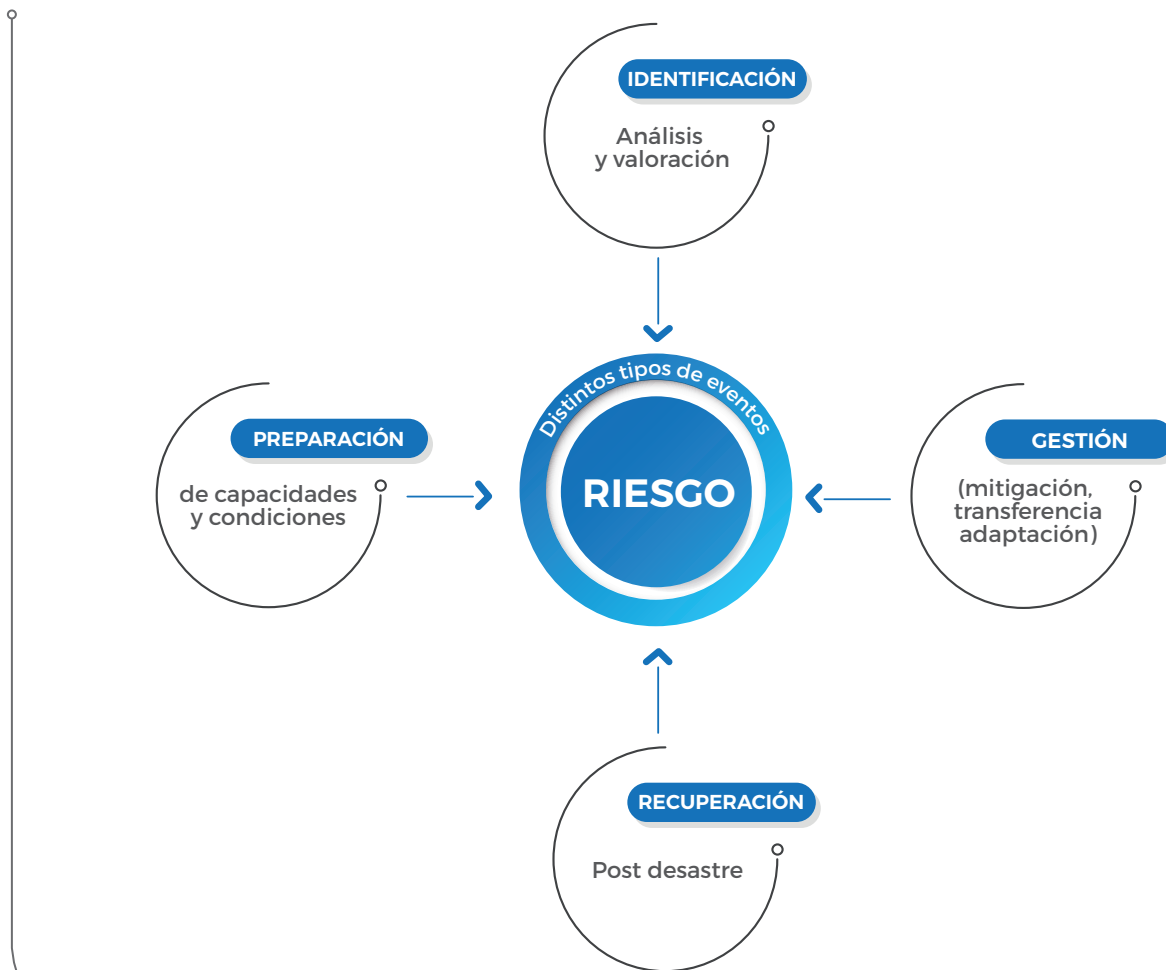 IDENTIFICACIÓN
Análisis
y valoración
Distintos tipos de eventos
RIESGO
PREPARACIÓN
de capacidades
y condiciones
GESTIÓN
(mitigación,
transferencia
adaptación)
RECUPERACIÓN
Post desastre